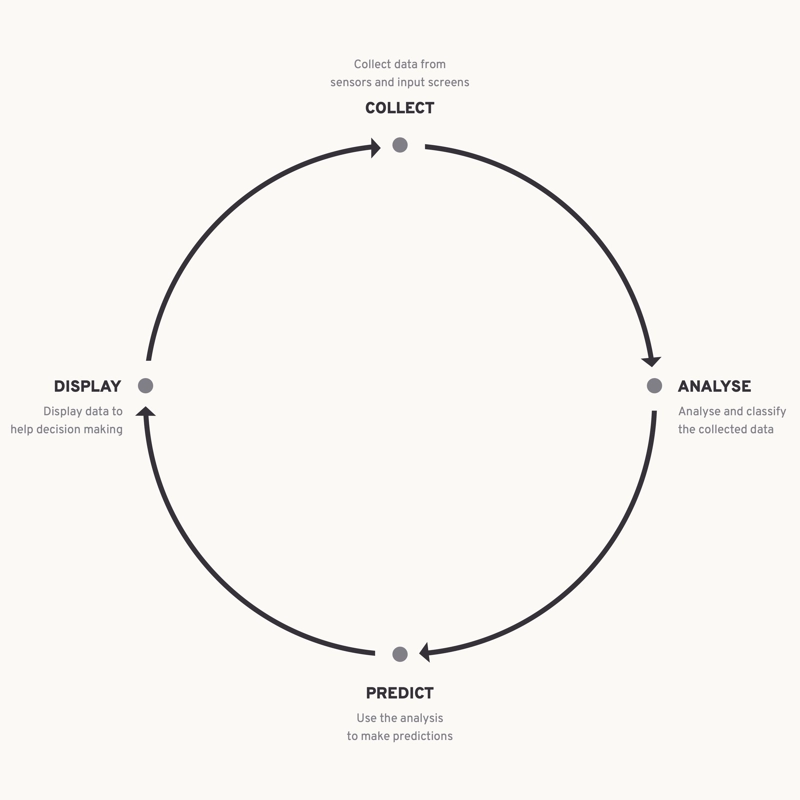 Collect data from
sensors and input screens
COLLECT
DISPLAY
Display data to
help decision making
ANALYSE
Analyse and classify
the collected data
PREDICT
Use the analysis
to make predictions